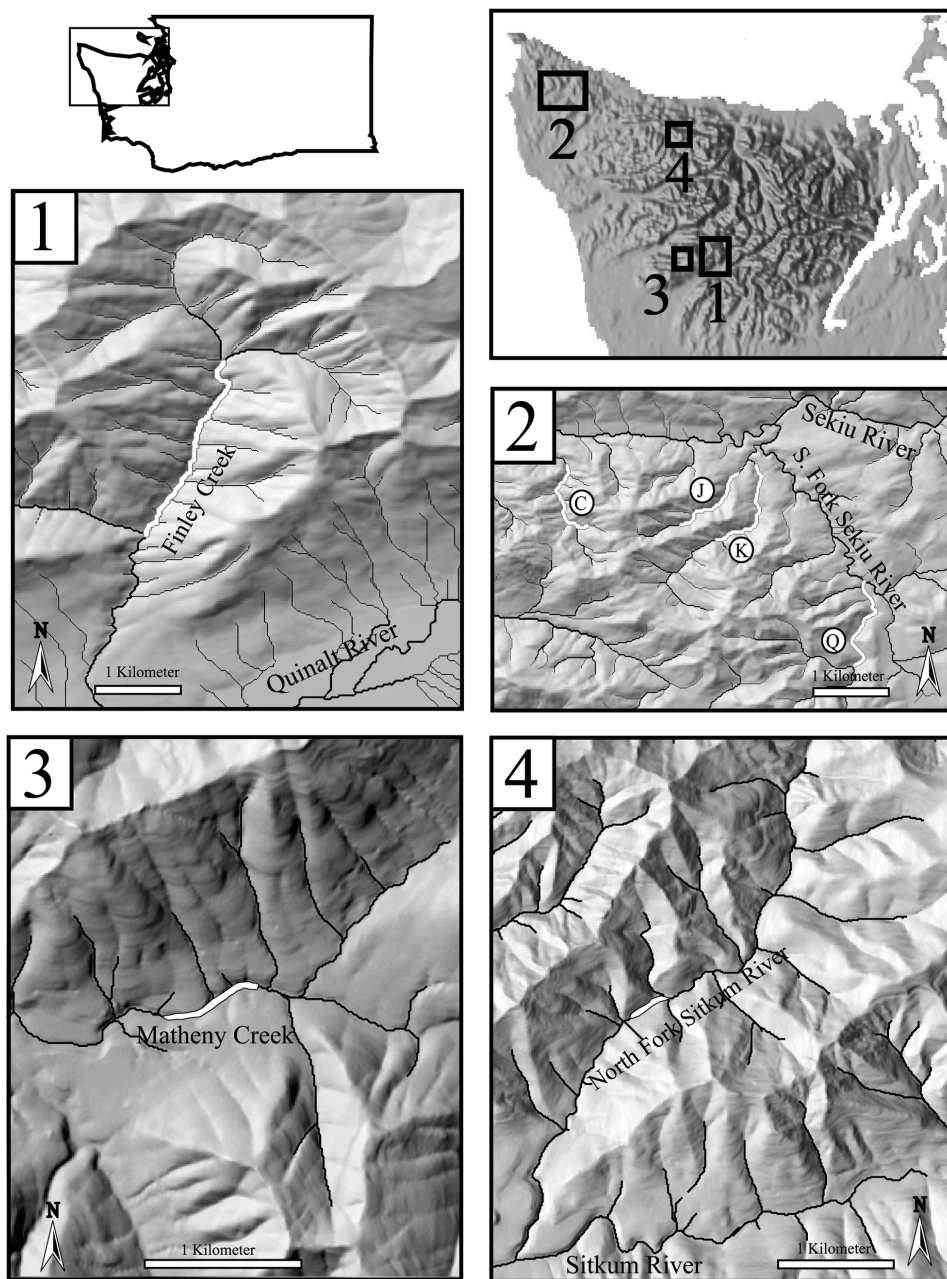 2
4
3
1
1
Finley Creek
Quinalt River
N
1 Kilometer
2
Sekiu River
S. Fork Sekiu River
C
J
K
Q
N
1 Kilometer
3
Matheny Creek
N
1 Kilometer
4
North Fork Sitkum River
N
1 Kilometer
Sitkum River